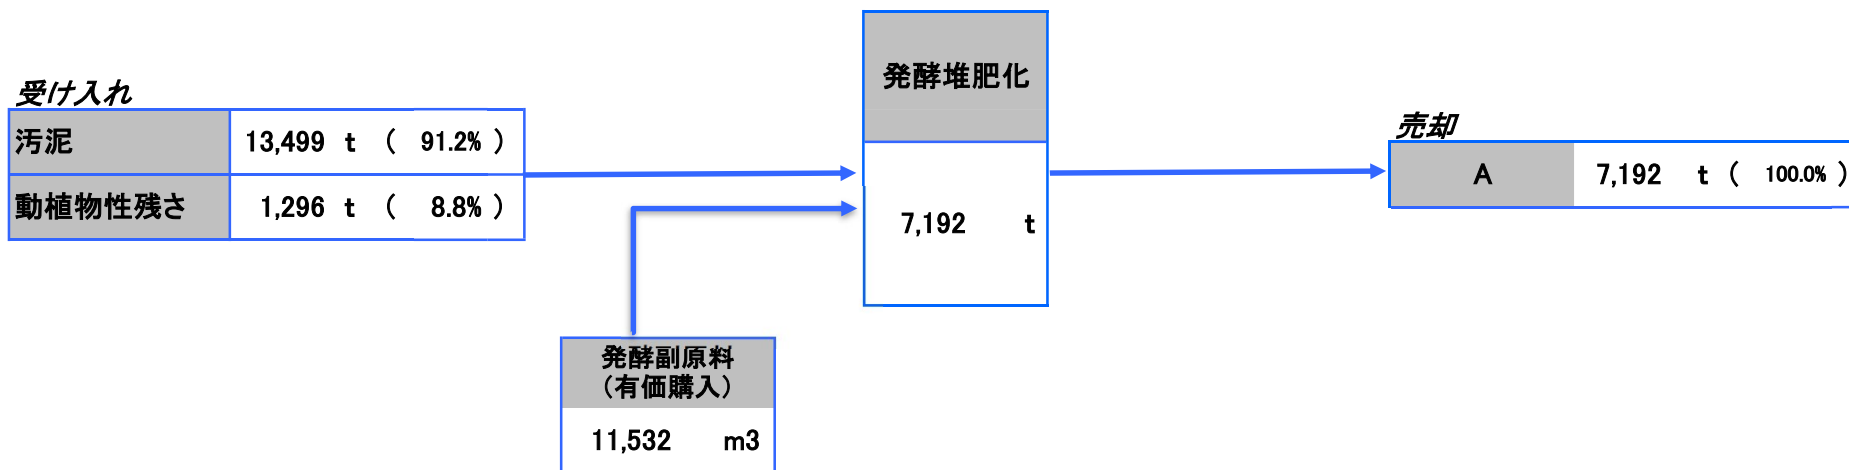 受け入れ
汚泥 13,499 t ( 91.2% )
動植物性残さ 1,296 t ( 8.8% )
発酵堆肥化
7,192 t
売却
A 7,192 t ( 100.0% )
発酵副原料
（有価購入）
11,532 m3